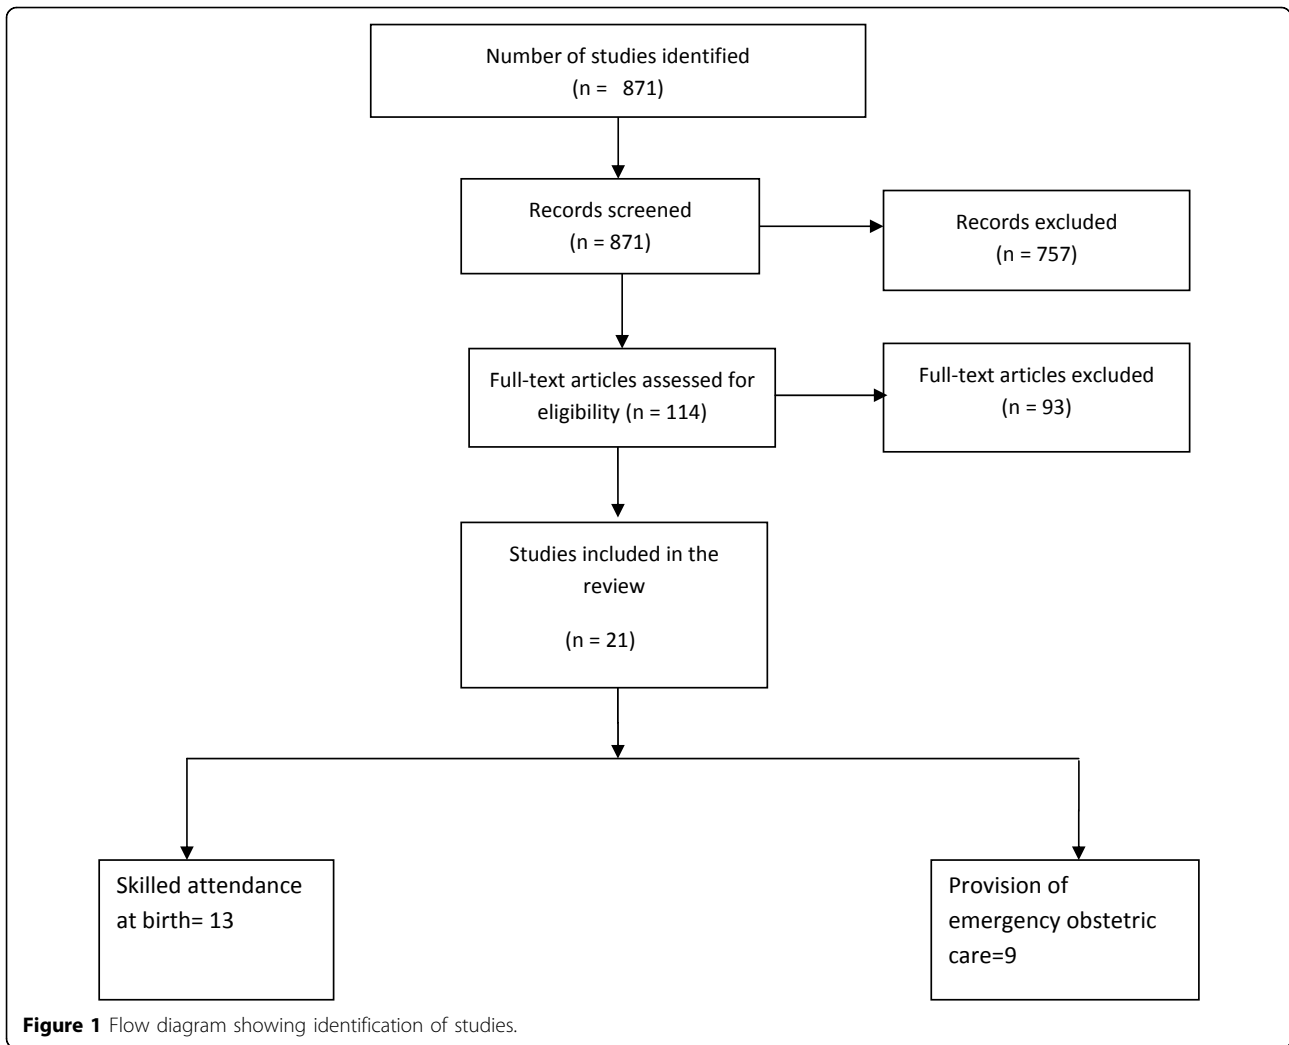 Number of studies identified
(n = 871)
Records screened
(n = 871)
Records excluded
(n = 757)
Full-text articles assessed for
eligibility (n = 114)
Full-text articles excluded
(n = 93)
Studies included in the
review
(n = 21)
Skilled attendance
at birth= 13
Provision of
emergency obstetric
care=9
Figure 1 Flow diagram showing identification of studies.